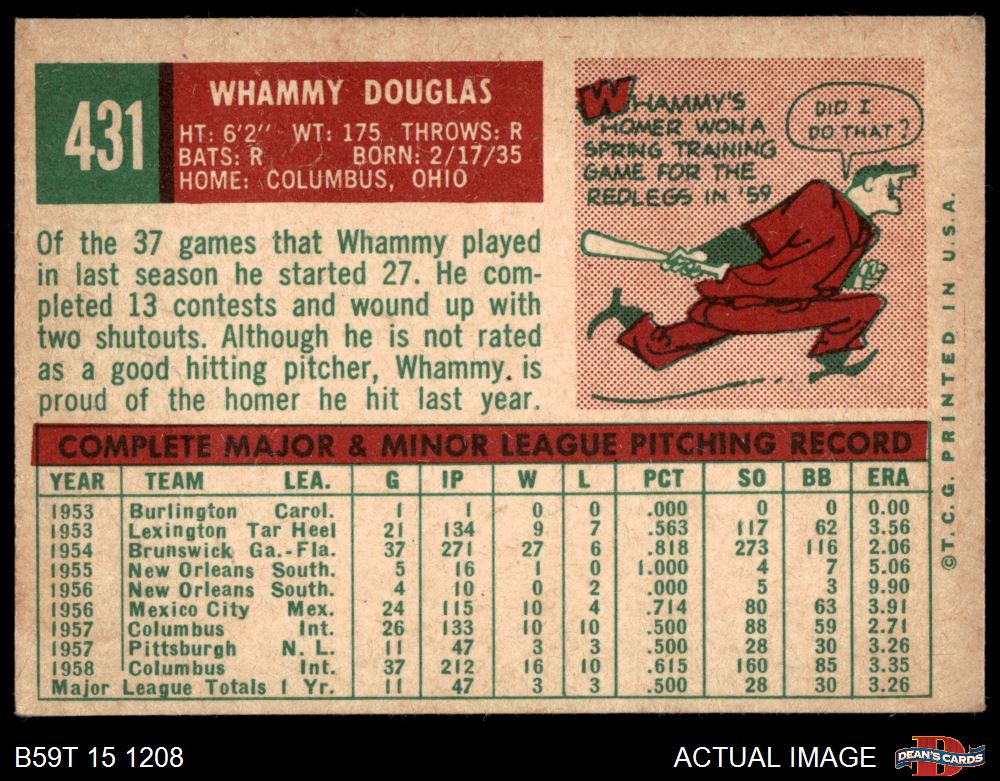 431
WHAMMY DOUGLAS
HT: 6'2" WT: 175 THROWS: R
BATS: R BORN: 2/17/35
HOME: COLUMBUS, OHIO
WHAMMY'S
HOMER WON A
SPRING TRAINING
GAME FOR THE
REDLEGS IN '59
DID I
DO THAT?
Of the 37 games that Whammy played
in last season he started 27. He com-
pleted 13 contests and wound up with
two shutouts. Although he is not rated
as a good hitting pitcher, Whammy. is
proud of the homer he hit last year.
©T. C. G. PRINTED IN U.S.A.
COMPLETE MAJOR & MINOR LEAGUE PITCHING RECORD
YEAR TEAM LEA. G IP W L PCT SO BB ERA
1953 Burlington Carol. 1 1 0 0 .000 0 0 0.00
1953 Lexington Tar Heel 21 134 9 7 .563 117 62 3.56
1954 Brunswick Ga.-Fla. 37 271 27 6 .818 273 116 2.06
1955 New Orleans South. 5 16 1 0 1.000 4 7 5.06
1956 New Orleans South. 4 10 0 2 .000 5 3 9.90
1956 Mexico City Mex. 24 115 10 4 .714 80 63 3.91
1957 Columbus Int. 26 133 10 10 .500 88 59 2.71
1957 Pittsburgh N. L. 11 47 3 3 .500 28 30 3.26
1958 Columbus Int. 37 212 16 10 .615 160 85 3.35
Major League Totals 1 Yr. 11 47 3 3 .500 28 30 3.26
B59T 15 1208
ACTUAL IMAGE
D
DEAN'S CARDS